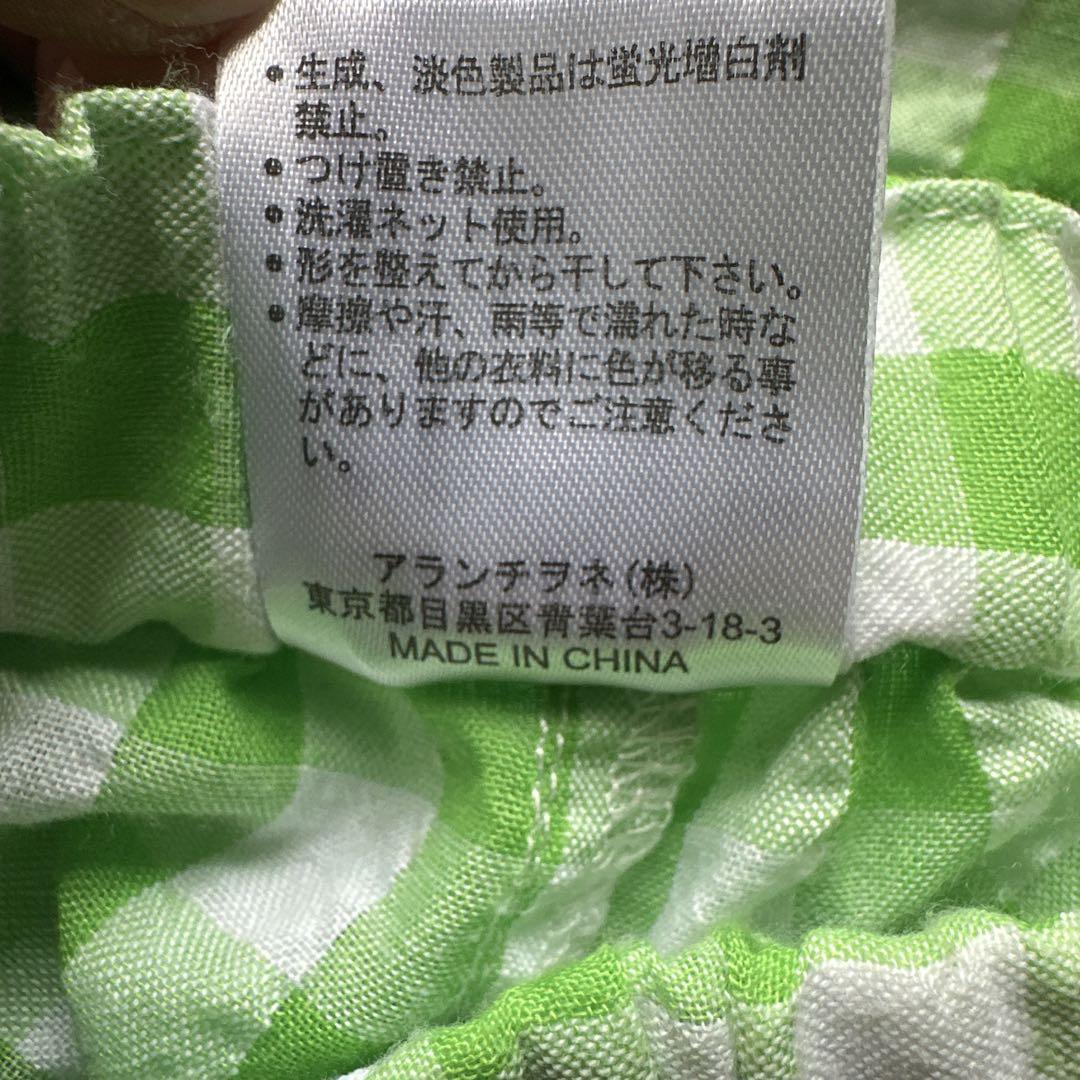 ・生成、淡色製品は蛍光増白剤
禁止。
・つけ置き禁止。
・洗濯ネット使用。
・形を整えてから干して下さい。
・摩擦や汗、雨等で濡れた時な
どに、他の衣料に色が移る事
がありますのでご注意くださ
い。
アランチヲネ(株)
東京都目黒区青葉台3-18-3
MADE IN CHINA